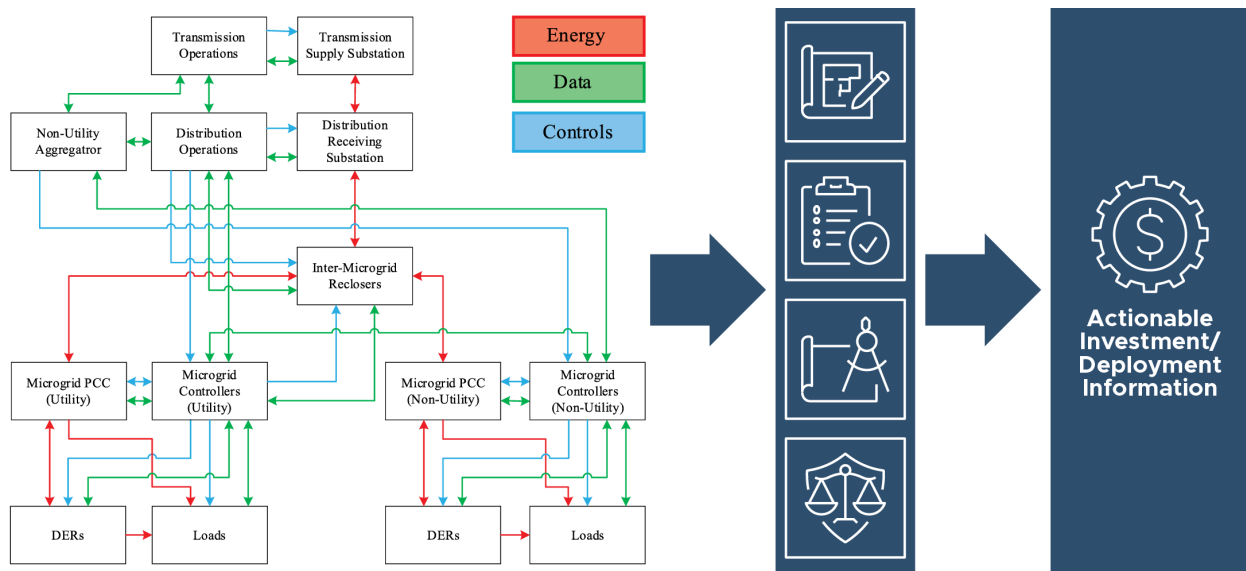 Transmission
Operations
Transmission
Supply Substation
Energy
Data
Controls
Non-Utility
Aggregatror
Distribution
Operations
Distribution
Receiving
Substation
Inter-Microgrid
Reclosers
Microgrid PCC
(Utility)
Microgrid
Controllers
(Utility)
Microgrid PCC
(Non-Utility)
Microgrid
Controllers
(Non-Utility)
DERs
Loads
DERs
Loads
$
Actionable
Investment/
Deployment
Information